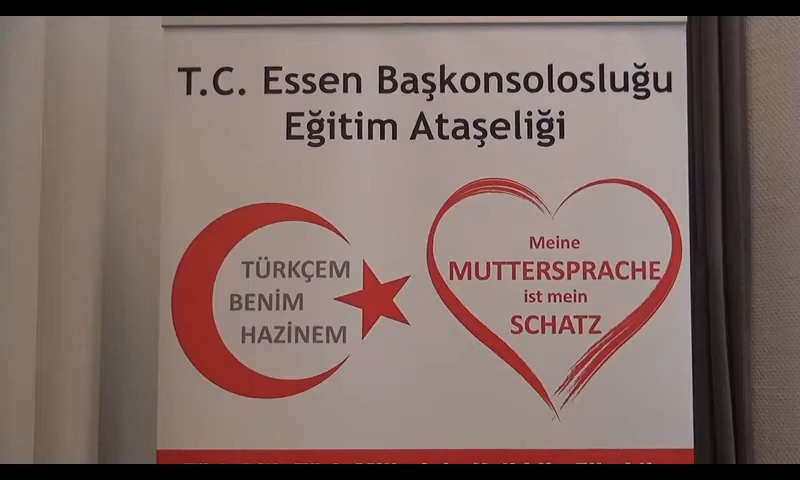 T.C. Essen Başkonsolosluğu
Eğitim Ataşeliği
TÜRKÇEM
BENİM
HAZİNEM
Meine
MUTTERSPRACHE
ist mein
SCHATZ